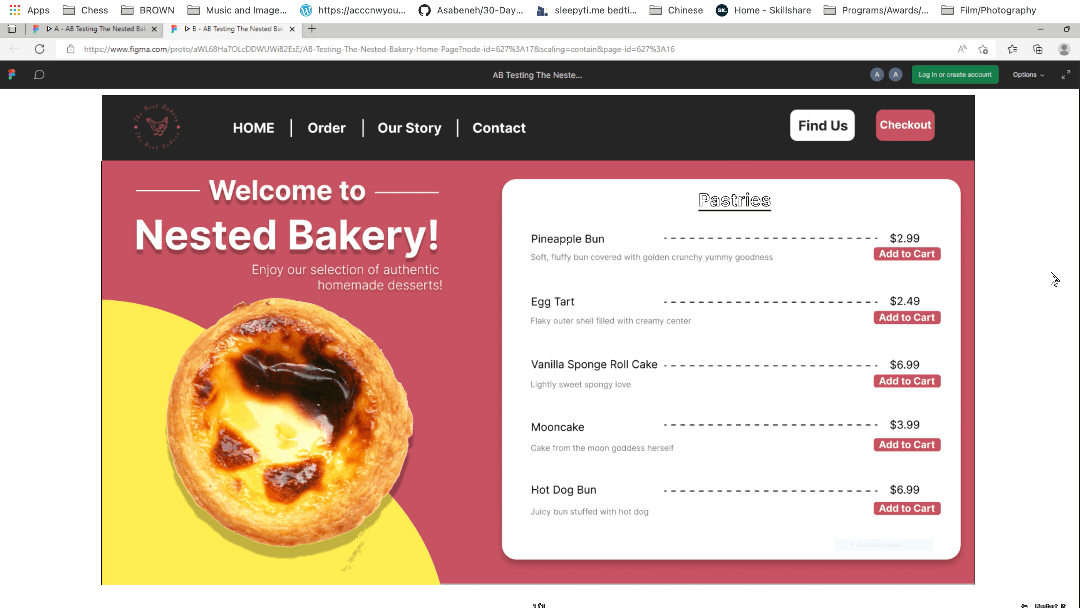 Apps Chess BROWN Music and Image... https://acccnwyou... Asabeneh/30-Day... sleepyti.me bedti... Chinese Home - Skillshare Programs/Awards/... Film/Photography
A - AB Testing The Nested Bak B - AB Testing The Nested Bak
https://www.figma.com/proto/aWL68Ha7OLcDDWUWiB2EsE/AB-Testing-The-Nested-Bakery-Home-Page?node-id=627%3A17&scaling=contain&page-id=627%3A16
AB Testing The Neste... A A Log in or create account Options
HOME | Order | Our Story | Contact Find Us Checkout
Welcome to
Nested Bakery!
Enjoy our selection of authentic
homemade desserts!
Pastries
Pineapple Bun $2.99
Soft, fluffy bun covered with golden crunchy yummy goodness Add to Cart
Egg Tart $2.49
Flaky outer shell filled with creamy center Add to Cart
Vanilla Sponge Roll Cake $6.99
Lightly sweet spongy love Add to Cart
Mooncake $3.99
Cake from the moon goddess herself Add to Cart
Hot Dog Bun $6.99
Juicy bun stuffed with hot dog Add to Cart